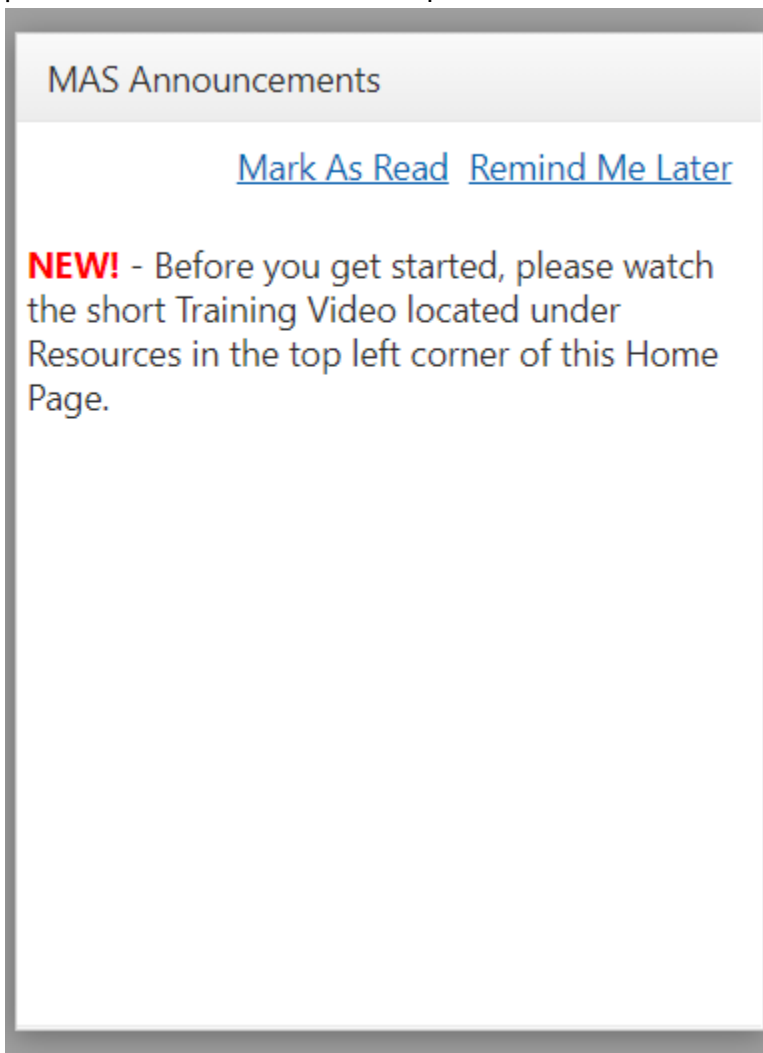 MAS Announcements
Mark As Read Remind Me Later
NEW! - Before you get started, please watch
the short Training Video located under
Resources in the top left corner of this Home
Page.